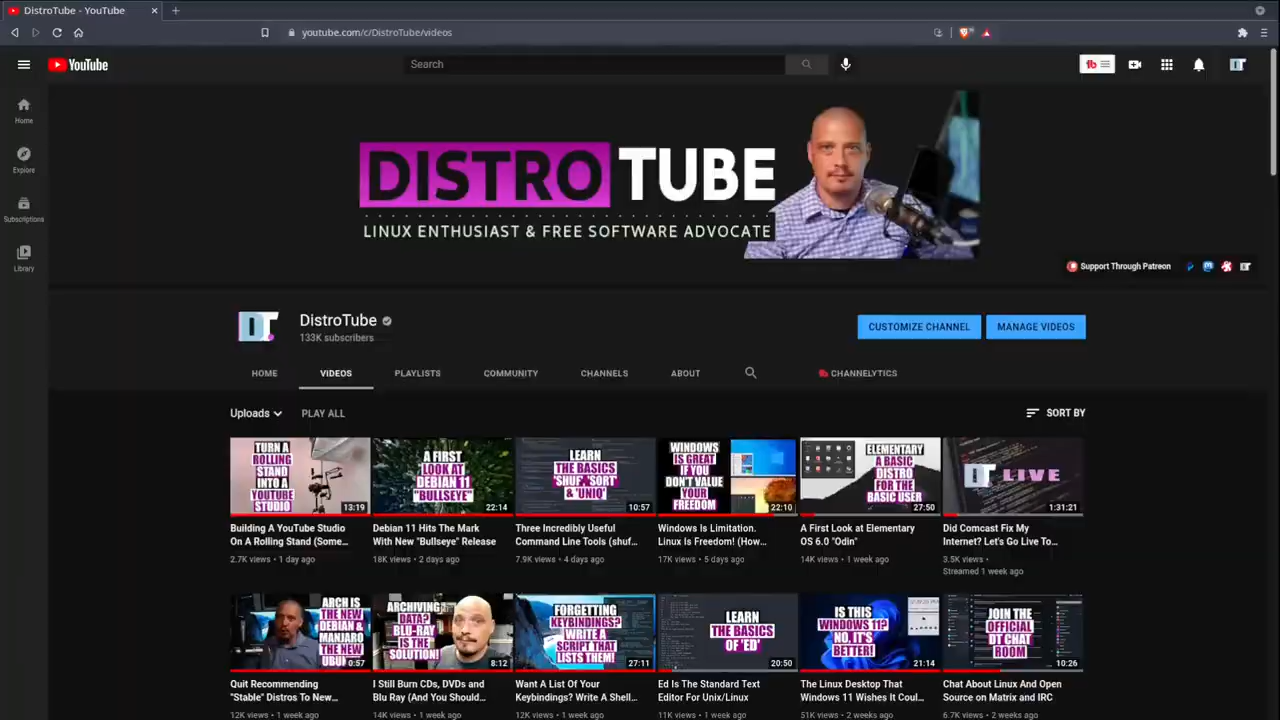 DistroTube - YouTube
youtube.com/c/DistroTube/videos
YouTube
Search
Home
Explore
Subscriptions
Library
DISTROTUBE
LINUX ENTHUSIAST & FREE SOFTWARE ADVOCATE
Support Through Patreon
DT
DistroTube
133K subscribers
CUSTOMIZE CHANNEL
MANAGE VIDEOS
HOME
VIDEOS
PLAYLISTS
COMMUNITY
CHANNELS
ABOUT
CHANNELYTICS
Uploads
PLAY ALL
SORT BY
TURN A
ROLLING
STAND
INTO A
YOUTUBE
STUDIO
13:19
Building A YouTube Studio
On A Rolling Stand (Some...
2.7K views • 1 day ago
A FIRST
LOOK AT
DEBIAN 11
"BULLSEYE"
22:14
Debian 11 Hits The Mark
With New "Bullseye" Release
18K views • 2 days ago
LEARN
THE BASICS
'SHUF', 'SORT'
& 'UNIQ'
10:57
Three Incredibly Useful
Command Line Tools (shuf...
7.9K views • 4 days ago
WINDOWS
IS GREAT
IF YOU
DON'T VALUE
YOUR
FREEDOM
22:10
Windows Is Limitation.
Linux Is Freedom! (How...
17K views • 5 days ago
ELEMENTARY
A BASIC
DISTRO
FOR THE
BASIC USER
27:50
A First Look at Elementary
OS 6.0 "Odin"
14K views • 1 week ago
DT LIVE
1:31:21
Did Comcast Fix My
Internet? Let's Go Live To...
3.5K views •
Streamed 1 week ago
ARCH IS
THE NEW
DEBIAN &
MANJARO
THE NEW
0:57
Quit Recommending
"Stable" Distros To New...
12K views • 1 week ago
ARCHIVING
DATA?
BLU-RAY
IS THE
SOLUTION!
8:12
I Still Burn CDs, DVDs and
Blu Ray (And You Should...
14K views • 1 week ago
FORGETTING
KEYBINDINGS?
WRITE A
SCRIPT THAT
LISTS THEM!
27:11
Want A List Of Your
Keybindings? Write A Shell...
12K views • 1 week ago
LEARN
THE BASICS
OF 'ED'
20:50
Ed Is The Standard Text
Editor For Unix/Linux
11K views • 1 week ago
IS THIS
WINDOWS 11?
NO, IT'S
BETTER!
21:14
The Linux Desktop That
Windows 11 Wishes It Coul...
51K views • 2 weeks ago
JOIN THE
OFFICIAL
DT CHAT
ROOM
10:26
Chat About Linux And Open
Source on Matrix and IRC
6.7K views • 2 weeks ago